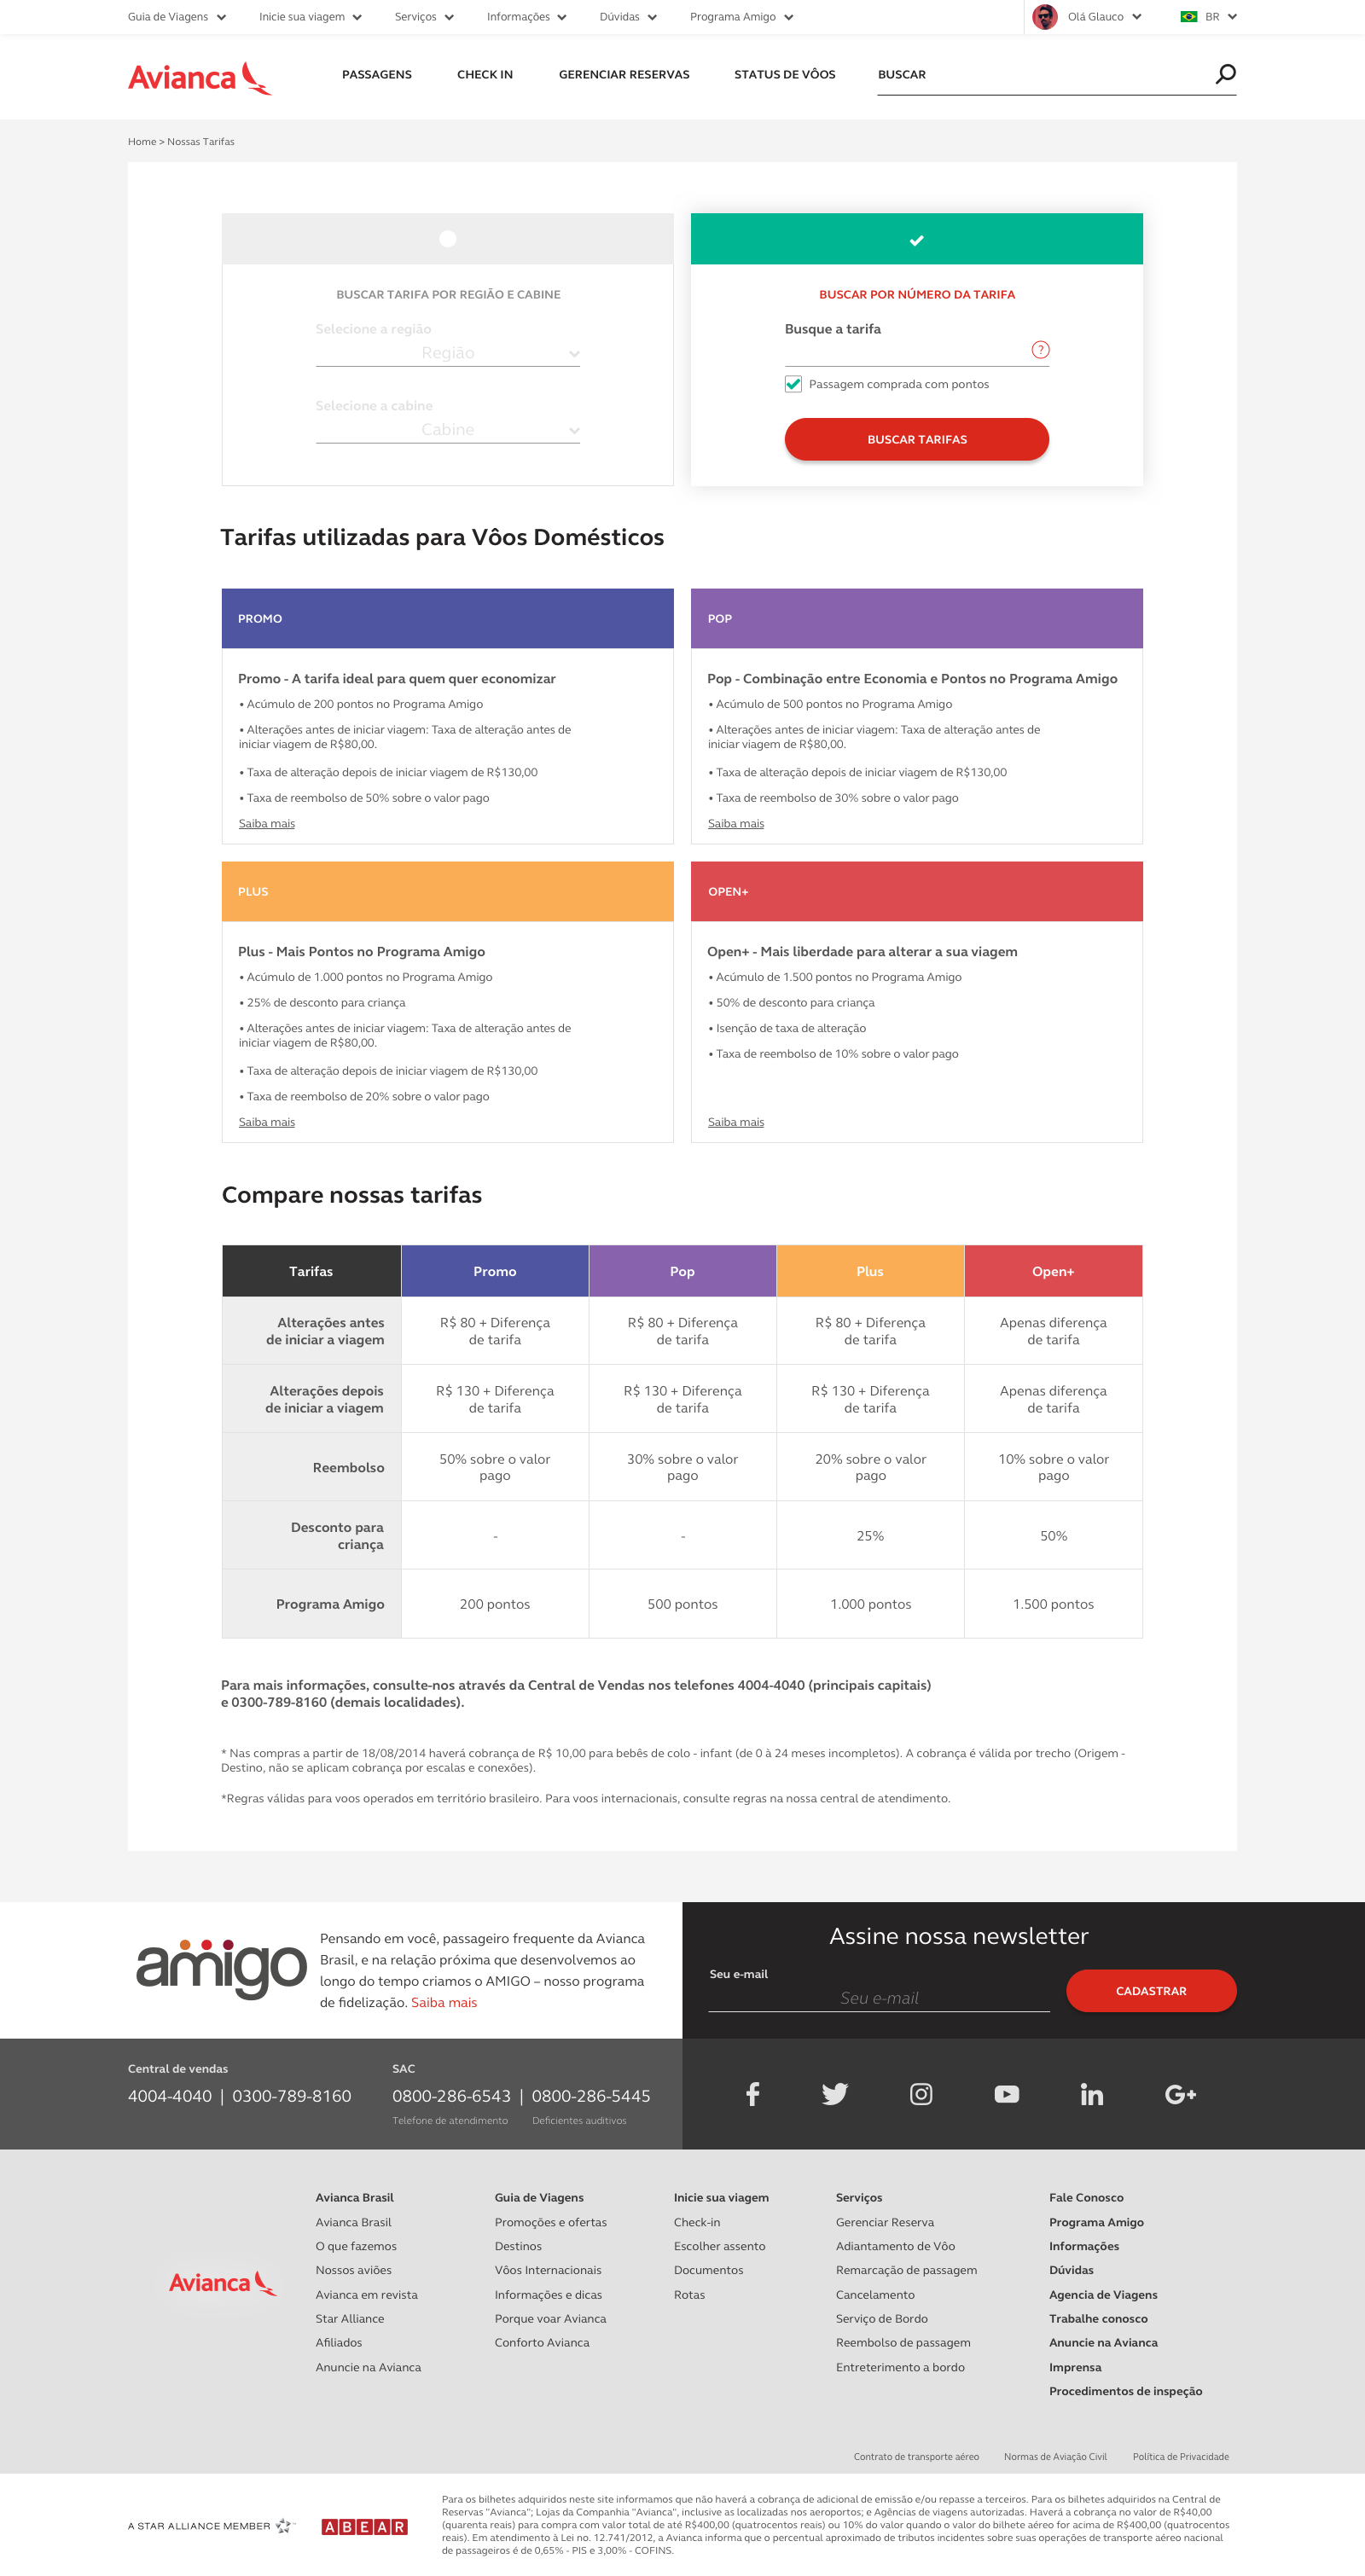 Guia de Viagens Inicie sua viagem Serviços Informações Dúvidas Programa Amigo Olá Glauco BR
Avianca PASSAGENS CHECK IN GERENCIAR RESERVAS STATUS DE VÔOS BUSCAR
Home > Nossas Tarifas
BUSCAR TARIFA POR REGIÃO E CABINE
Selecione a região
Região
Selecione a cabine
Cabine
BUSCAR POR NÚMERO DA TARIFA
Busque a tarifa
?
Passagem comprada com pontos
BUSCAR TARIFAS
Tarifas utilizadas para Vôos Domésticos
PROMO
Promo - A tarifa ideal para quem quer economizar
• Acúmulo de 200 pontos no Programa Amigo
• Alterações antes de iniciar viagem: Taxa de alteração antes de
iniciar viagem de R$80,00.
• Taxa de alteração depois de iniciar viagem de R$130,00
• Taxa de reembolso de 50% sobre o valor pago
Saiba mais
POP
Pop - Combinação entre Economia e Pontos no Programa Amigo
• Acúmulo de 500 pontos no Programa Amigo
• Alterações antes de iniciar viagem: Taxa de alteração antes de
iniciar viagem de R$80,00.
• Taxa de alteração depois de iniciar viagem de R$130,00
• Taxa de reembolso de 30% sobre o valor pago
Saiba mais
PLUS
Plus - Mais Pontos no Programa Amigo
• Acúmulo de 1.000 pontos no Programa Amigo
• 25% de desconto para criança
• Alterações antes de iniciar viagem: Taxa de alteração antes de
iniciar viagem de R$80,00.
• Taxa de alteração depois de iniciar viagem de R$130,00
• Taxa de reembolso de 20% sobre o valor pago
Saiba mais
OPEN+
Open+ - Mais liberdade para alterar a sua viagem
• Acúmulo de 1.500 pontos no Programa Amigo
• 50% de desconto para criança
• Isenção de taxa de alteração
• Taxa de reembolso de 10% sobre o valor pago
Saiba mais
Compare nossas tarifas
Tarifas Promo Pop Plus Open+
Alterações antes R$ 80 + Diferença R$ 80 + Diferença R$ 80 + Diferença Apenas diferença
de iniciar a viagem de tarifa de tarifa de tarifa de tarifa
Alterações depois R$ 130 + Diferença R$ 130 + Diferença R$ 130 + Diferença Apenas diferença
de iniciar a viagem de tarifa de tarifa de tarifa de tarifa
Reembolso 50% sobre o valor 30% sobre o valor 20% sobre o valor 10% sobre o valor
pago pago pago pago
Desconto para
criança - - 25% 50%
Programa Amigo 200 pontos 500 pontos 1.000 pontos 1.500 pontos
Para mais informações, consulte-nos através da Central de Vendas nos telefones 4004-4040 (principais capitais)
e 0300-789-8160 (demais localidades).
* Nas compras a partir de 18/08/2014 haverá cobrança de R$ 10,00 para bebês de colo - infant (de 0 à 24 meses incompletos). A cobrança é válida por trecho (Origem -
Destino, não se aplicam cobrança por escalas e conexões).
*Regras válidas para voos operados em território brasileiro. Para voos internacionais, consulte regras na nossa central de atendimento.
amigo
Pensando em você, passageiro frequente da Avianca
Brasil, e na relação próxima que desenvolvemos ao
longo do tempo criamos o AMIGO – nosso programa
de fidelização. Saiba mais
Assine nossa newsletter
Seu e-mail
Seu e-mail
CADASTRAR
Central de vendas
4004-4040 | 0300-789-8160
SAC
0800-286-6543 | 0800-286-5445
Telefone de atendimento Deficientes auditivos
Avianca
Avianca Brasil
Avianca Brasil
O que fazemos
Nossos aviões
Avianca em revista
Star Alliance
Afiliados
Anuncie na Avianca
Guia de Viagens
Promoções e ofertas
Destinos
Vôos Internacionais
Informações e dicas
Porque voar Avianca
Conforto Avianca
Inicie sua viagem
Check-in
Escolher assento
Documentos
Rotas
Serviços
Gerenciar Reserva
Adiantamento de Vôo
Remarcação de passagem
Cancelamento
Serviço de Bordo
Reembolso de passagem
Entreterimento a bordo
Fale Conosco
Programa Amigo
Informações
Dúvidas
Agencia de Viagens
Trabalhe conosco
Anuncie na Avianca
Imprensa
Procedimentos de inspeção
Contrato de transporte aéreo Normas de Aviação Civil Política de Privacidade
A STAR ALLIANCE MEMBER
ABEAR
Para os bilhetes adquiridos neste site informamos que não haverá a cobrança de adicional de emissão e/ou repasse a terceiros. Para os bilhetes adquiridos na Central de
Reservas "Avianca"; Lojas da Companhia "Avianca", inclusive as localizadas nos aeroportos; e Agências de viagens autorizadas. Haverá a cobrança no valor de R$40,00
(quarenta reais) para compra com valor total de até R$400,00 (quatrocentos reais) ou 10% do valor quando o valor do bilhete aéreo for acima de R$400,00 (quatrocentos
reais). Em atendimento à Lei no. 12.741/2012, a Avianca informa que o percentual aproximado de tributos incidentes sobre suas operações de transporte aéreo nacional
de passageiros é de 0,65% - PIS e 3,00% - COFINS.